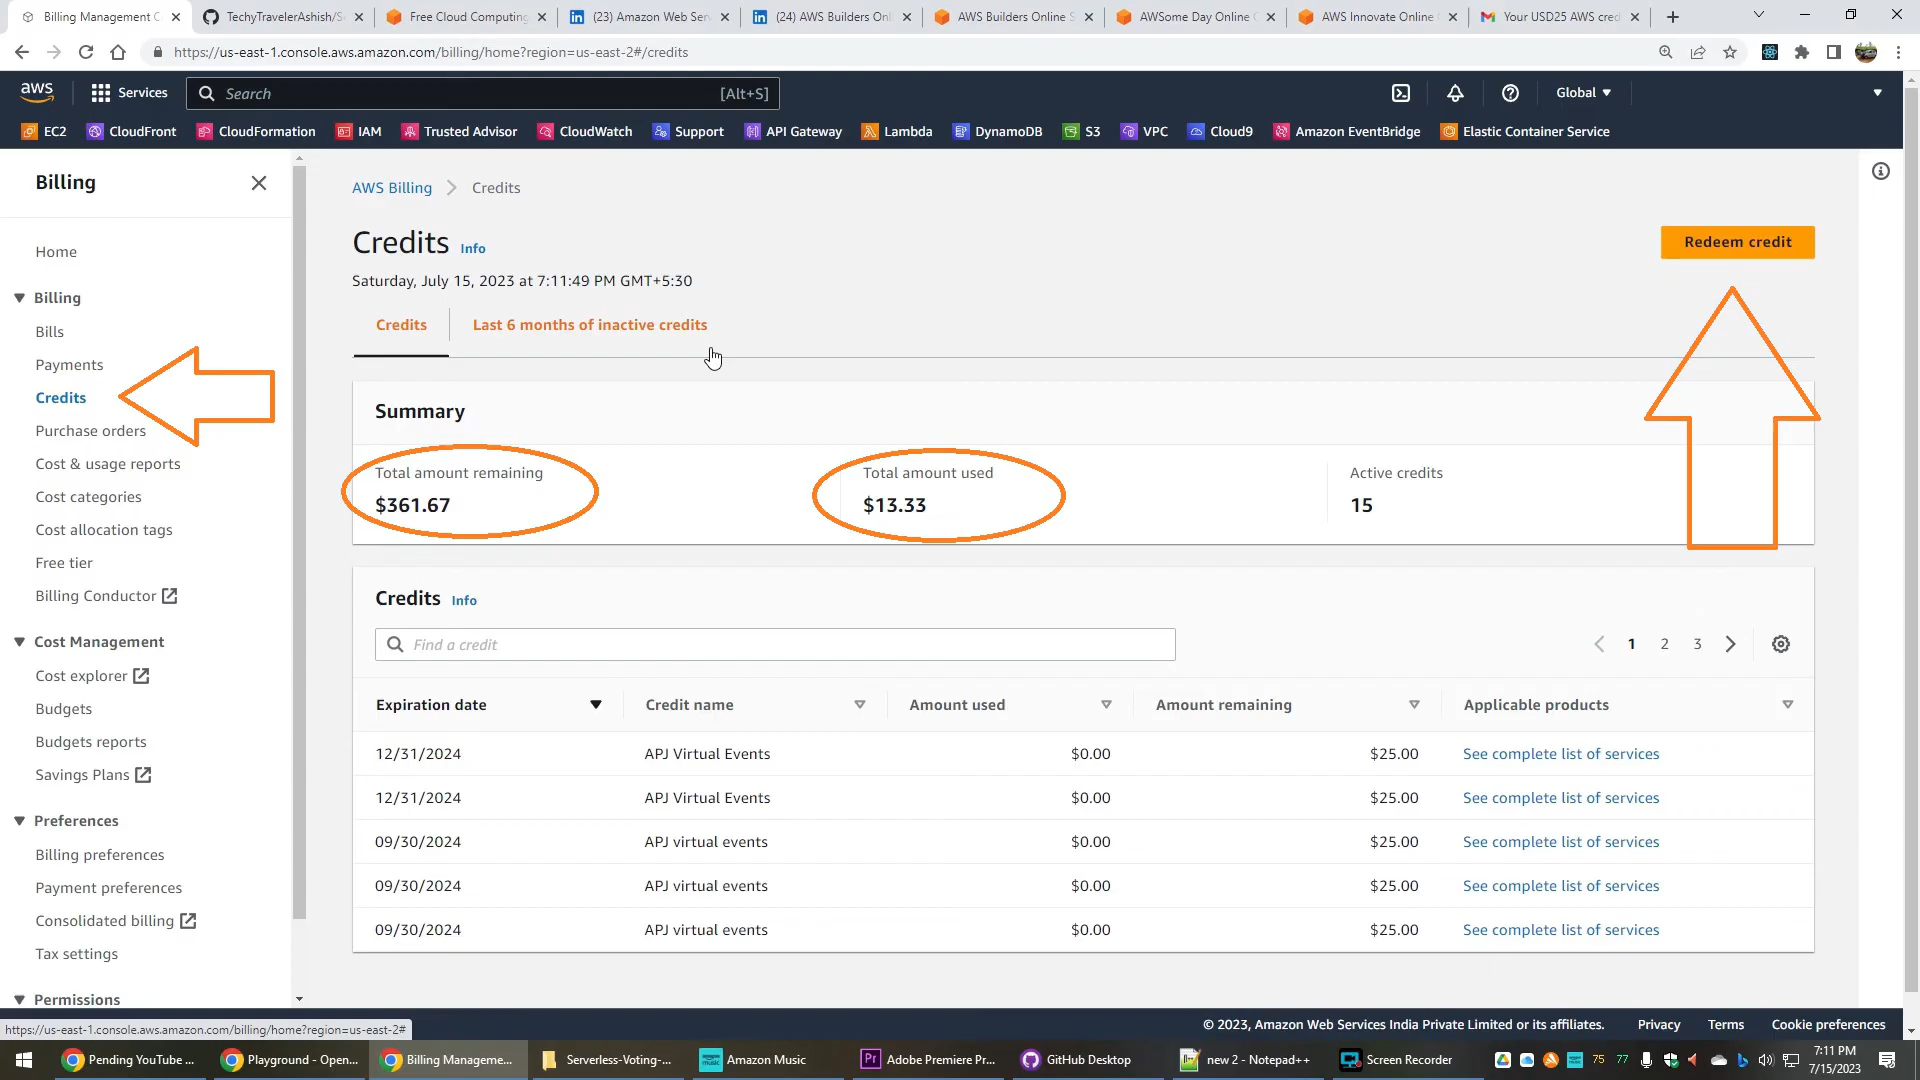 Billing Management C
TechyTravelerAshish/S
Free Cloud Computing
(23) Amazon Web Serv
(24) AWS Builders Onl
AWS Builders Online S
AWSome Day Online C
AWS Innovate Online C
Your USD25 AWS cred
https://us-east-1.console.aws.amazon.com/billing/home?region=us-east-2#/credits
aws
Services
Search
[Alt+S]
Global
EC2
CloudFront
CloudFormation
IAM
Trusted Advisor
CloudWatch
Support
API Gateway
Lambda
DynamoDB
S3
VPC
Cloud9
Amazon EventBridge
Elastic Container Service
Billing
Home
Billing
Bills
Payments
Credits
Purchase orders
Cost & usage reports
Cost categories
Cost allocation tags
Free tier
Billing Conductor
Cost Management
Cost explorer
Budgets
Budgets reports
Savings Plans
Preferences
Billing preferences
Payment preferences
Consolidated billing
Tax settings
Permissions
AWS Billing
Credits
Credits Info
Redeem credit
Saturday, July 15, 2023 at 7:11:49 PM GMT+5:30
Credits
Last 6 months of inactive credits
Summary
Total amount remaining
$361.67
Total amount used
$13.33
Active credits
15
Credits Info
Find a credit
1 2 3
Expiration date Credit name Amount used Amount remaining Applicable products
12/31/2024 APJ Virtual Events $0.00 $25.00 See complete list of services
12/31/2024 APJ Virtual Events $0.00 $25.00 See complete list of services
09/30/2024 APJ virtual events $0.00 $25.00 See complete list of services
09/30/2024 APJ virtual events $0.00 $25.00 See complete list of services
09/30/2024 APJ virtual events $0.00 $25.00 See complete list of services
https://us-east-1.console.aws.amazon.com/billing/home?region=us-east-2#
© 2023, Amazon Web Services India Private Limited or its affiliates.
Privacy
Terms
Cookie preferences
Pending YouTube ...
Playground - Open...
Billing Manageme...
Serverless-Voting-...
Amazon Music
Adobe Premiere Pr...
GitHub Desktop
new 2 - Notepad++
Screen Recorder
75 77
7:11 PM
7/15/2023